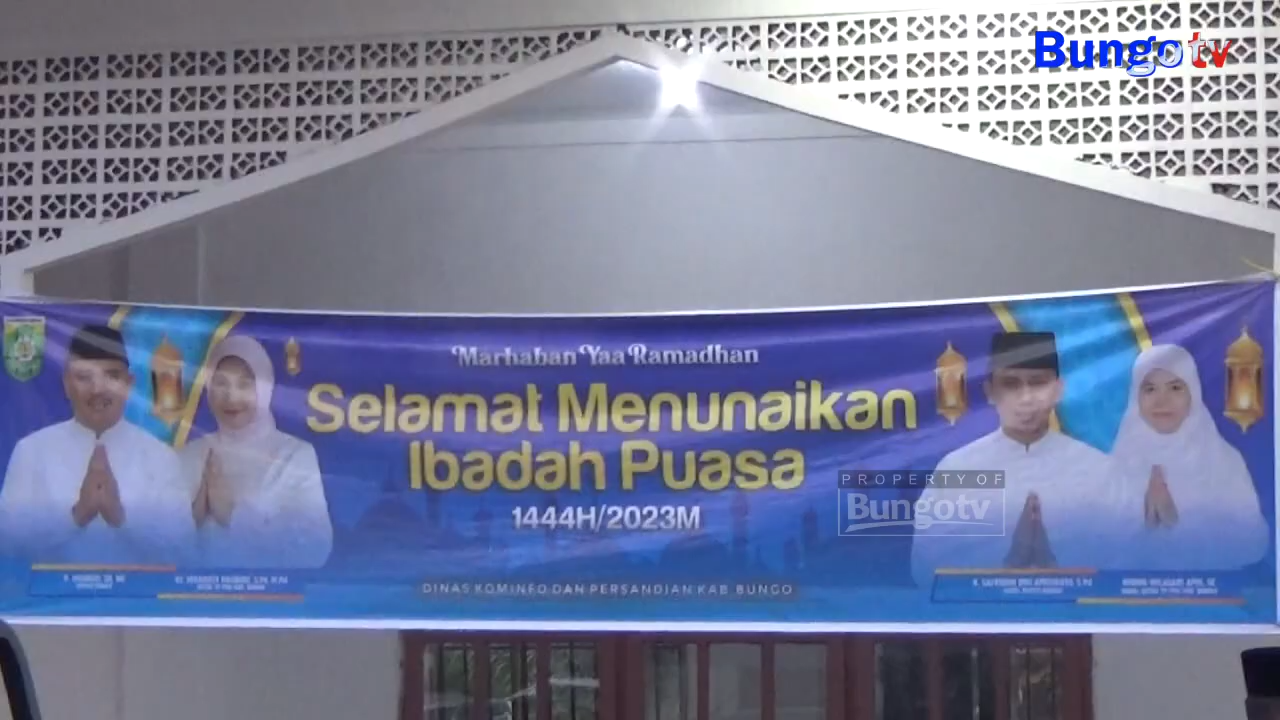 Bungotv
Marhaban Yaa Ramadhan
Selamat Menunaikan
Ibadah Puasa
1444H/2023M
PROPERTY OF
Bungotv
DINAS KOMINFO DAN PERSANDIAN KAB. BUNGO